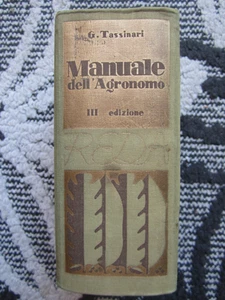 G. Tassinari
Manuale
dell'Agronomo
III edizione